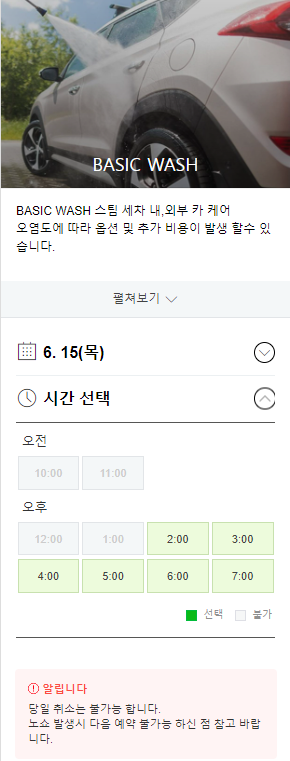 BASIC WASH
BASIC WASH 스팀 세차 내,외부 카 케어
오염도에 따라 옵션 및 추가 비용이 발생 할수 있
습니다.
펼쳐보기
6. 15(목)
시간 선택
오전
10:00 11:00
오후
12:00 1:00 2:00 3:00
4:00 5:00 6:00 7:00
선택 불가
알립니다
당일 취소는 불가능 합니다.
노쇼 발생시 다음 예약 불가능 하신 점 참고 바랍
니다.